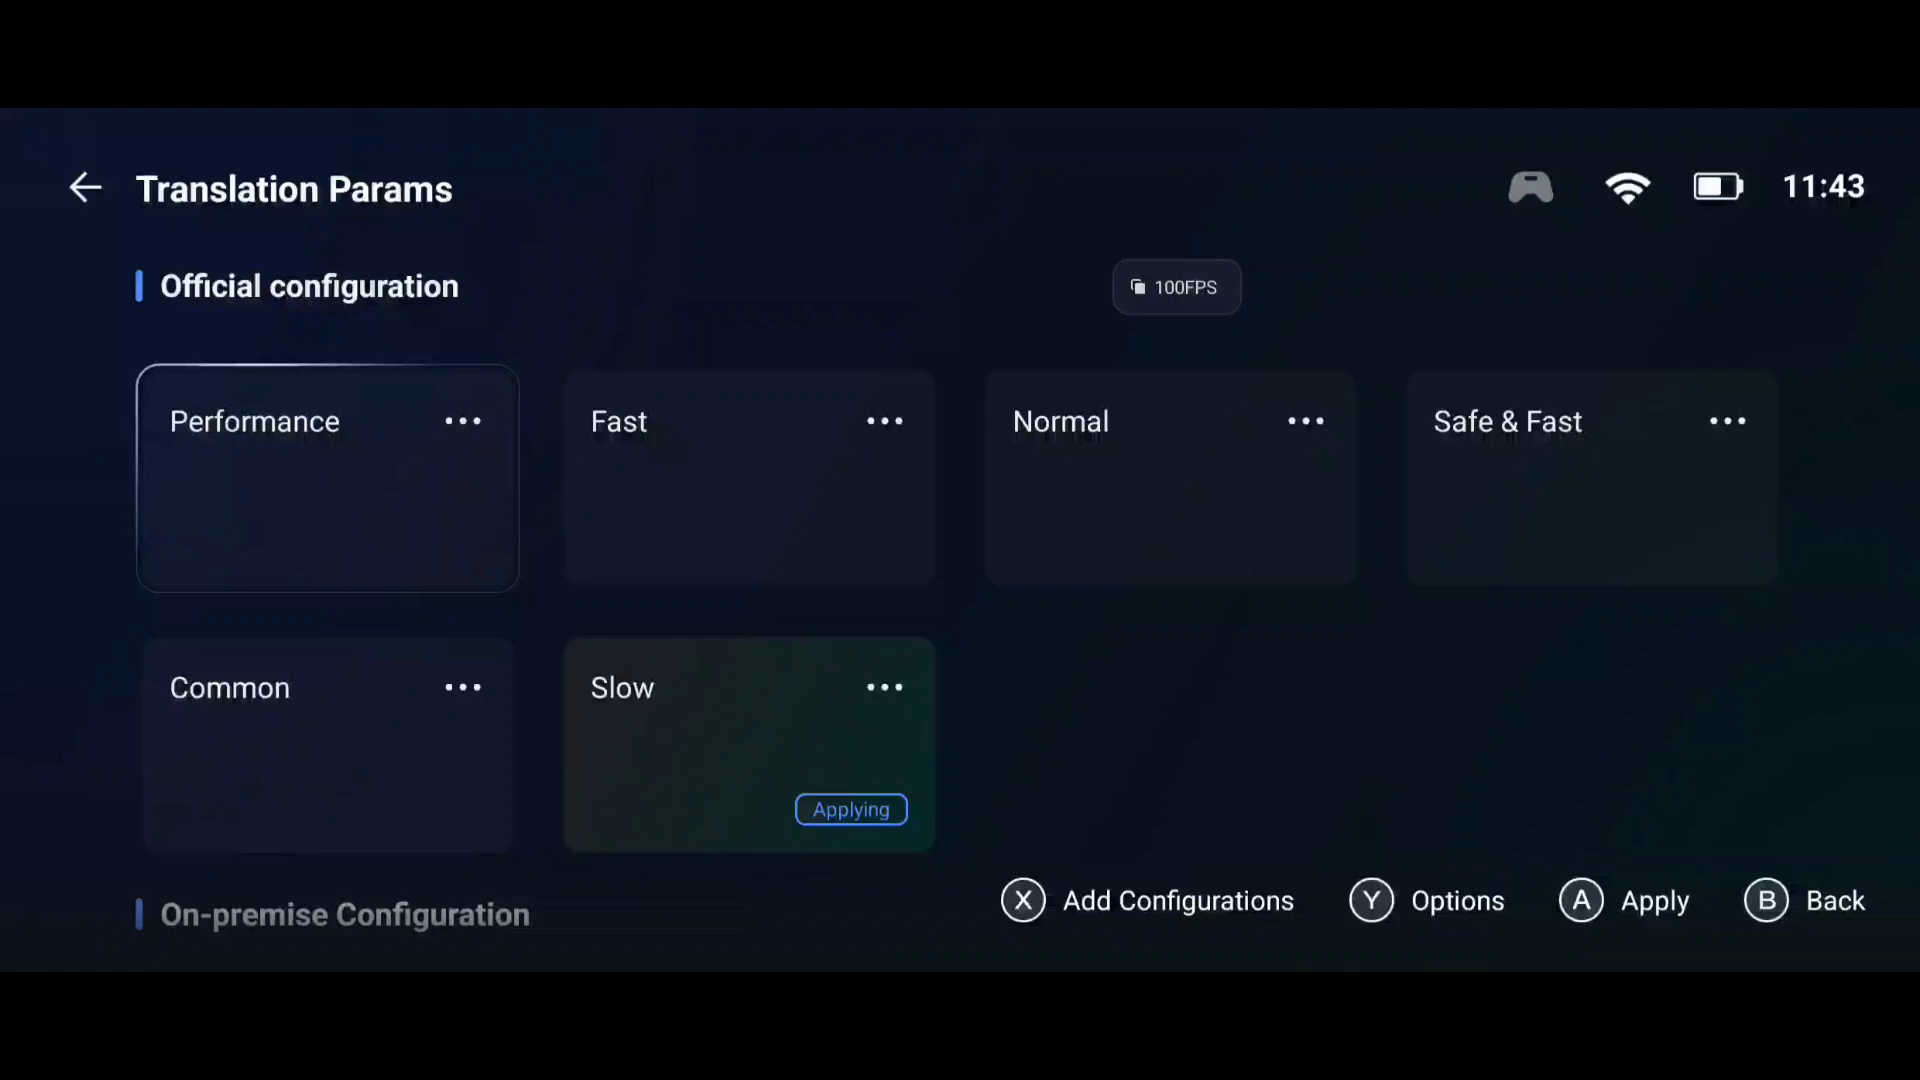 Translation Params
11:43
Official configuration
100FPS
Performance
Fast
Normal
Safe & Fast
Common
Slow
Applying
On-premise Configuration
X Add Configurations
Y Options
A Apply
B Back